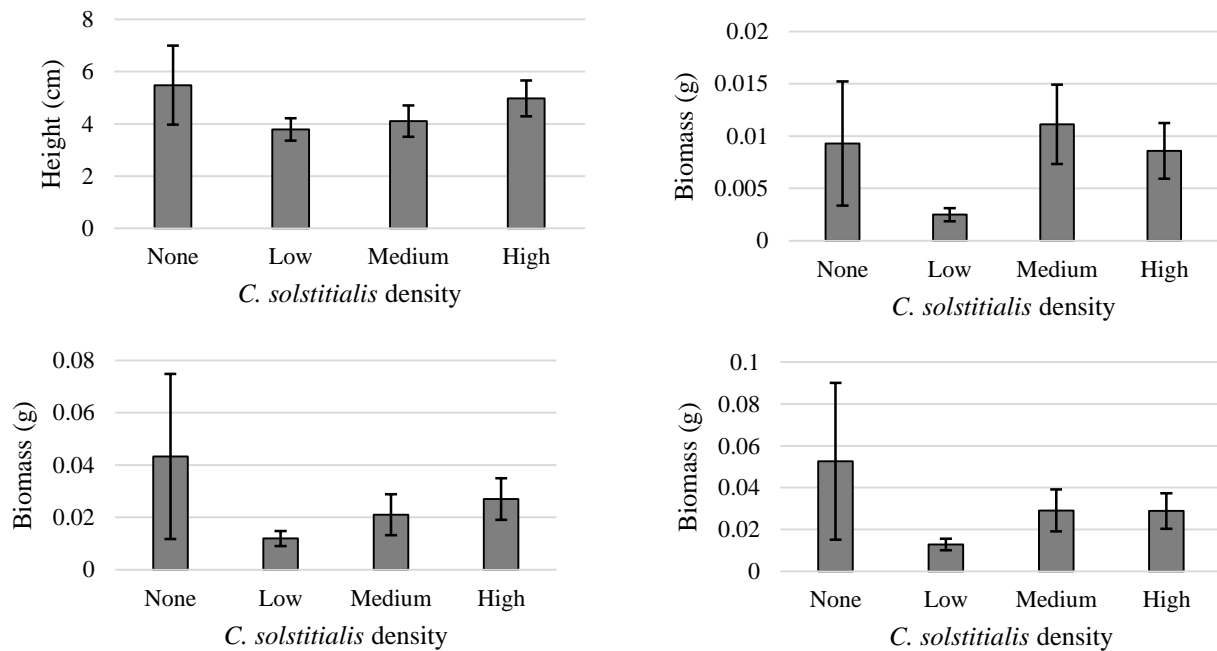 Height (cm)
8
6
4
2
0
None Low Medium High
C. solstitialis density
Biomass (g)
0.02
0.015
0.01
0.005
0
None Low Medium High
C. solstitialis density
Biomass (g)
0.08
0.06
0.04
0.02
0
None Low Medium High
C. solstitialis density
Biomass (g)
0.1
0.08
0.06
0.04
0.02
0
None Low Medium High
C. solstitialis density